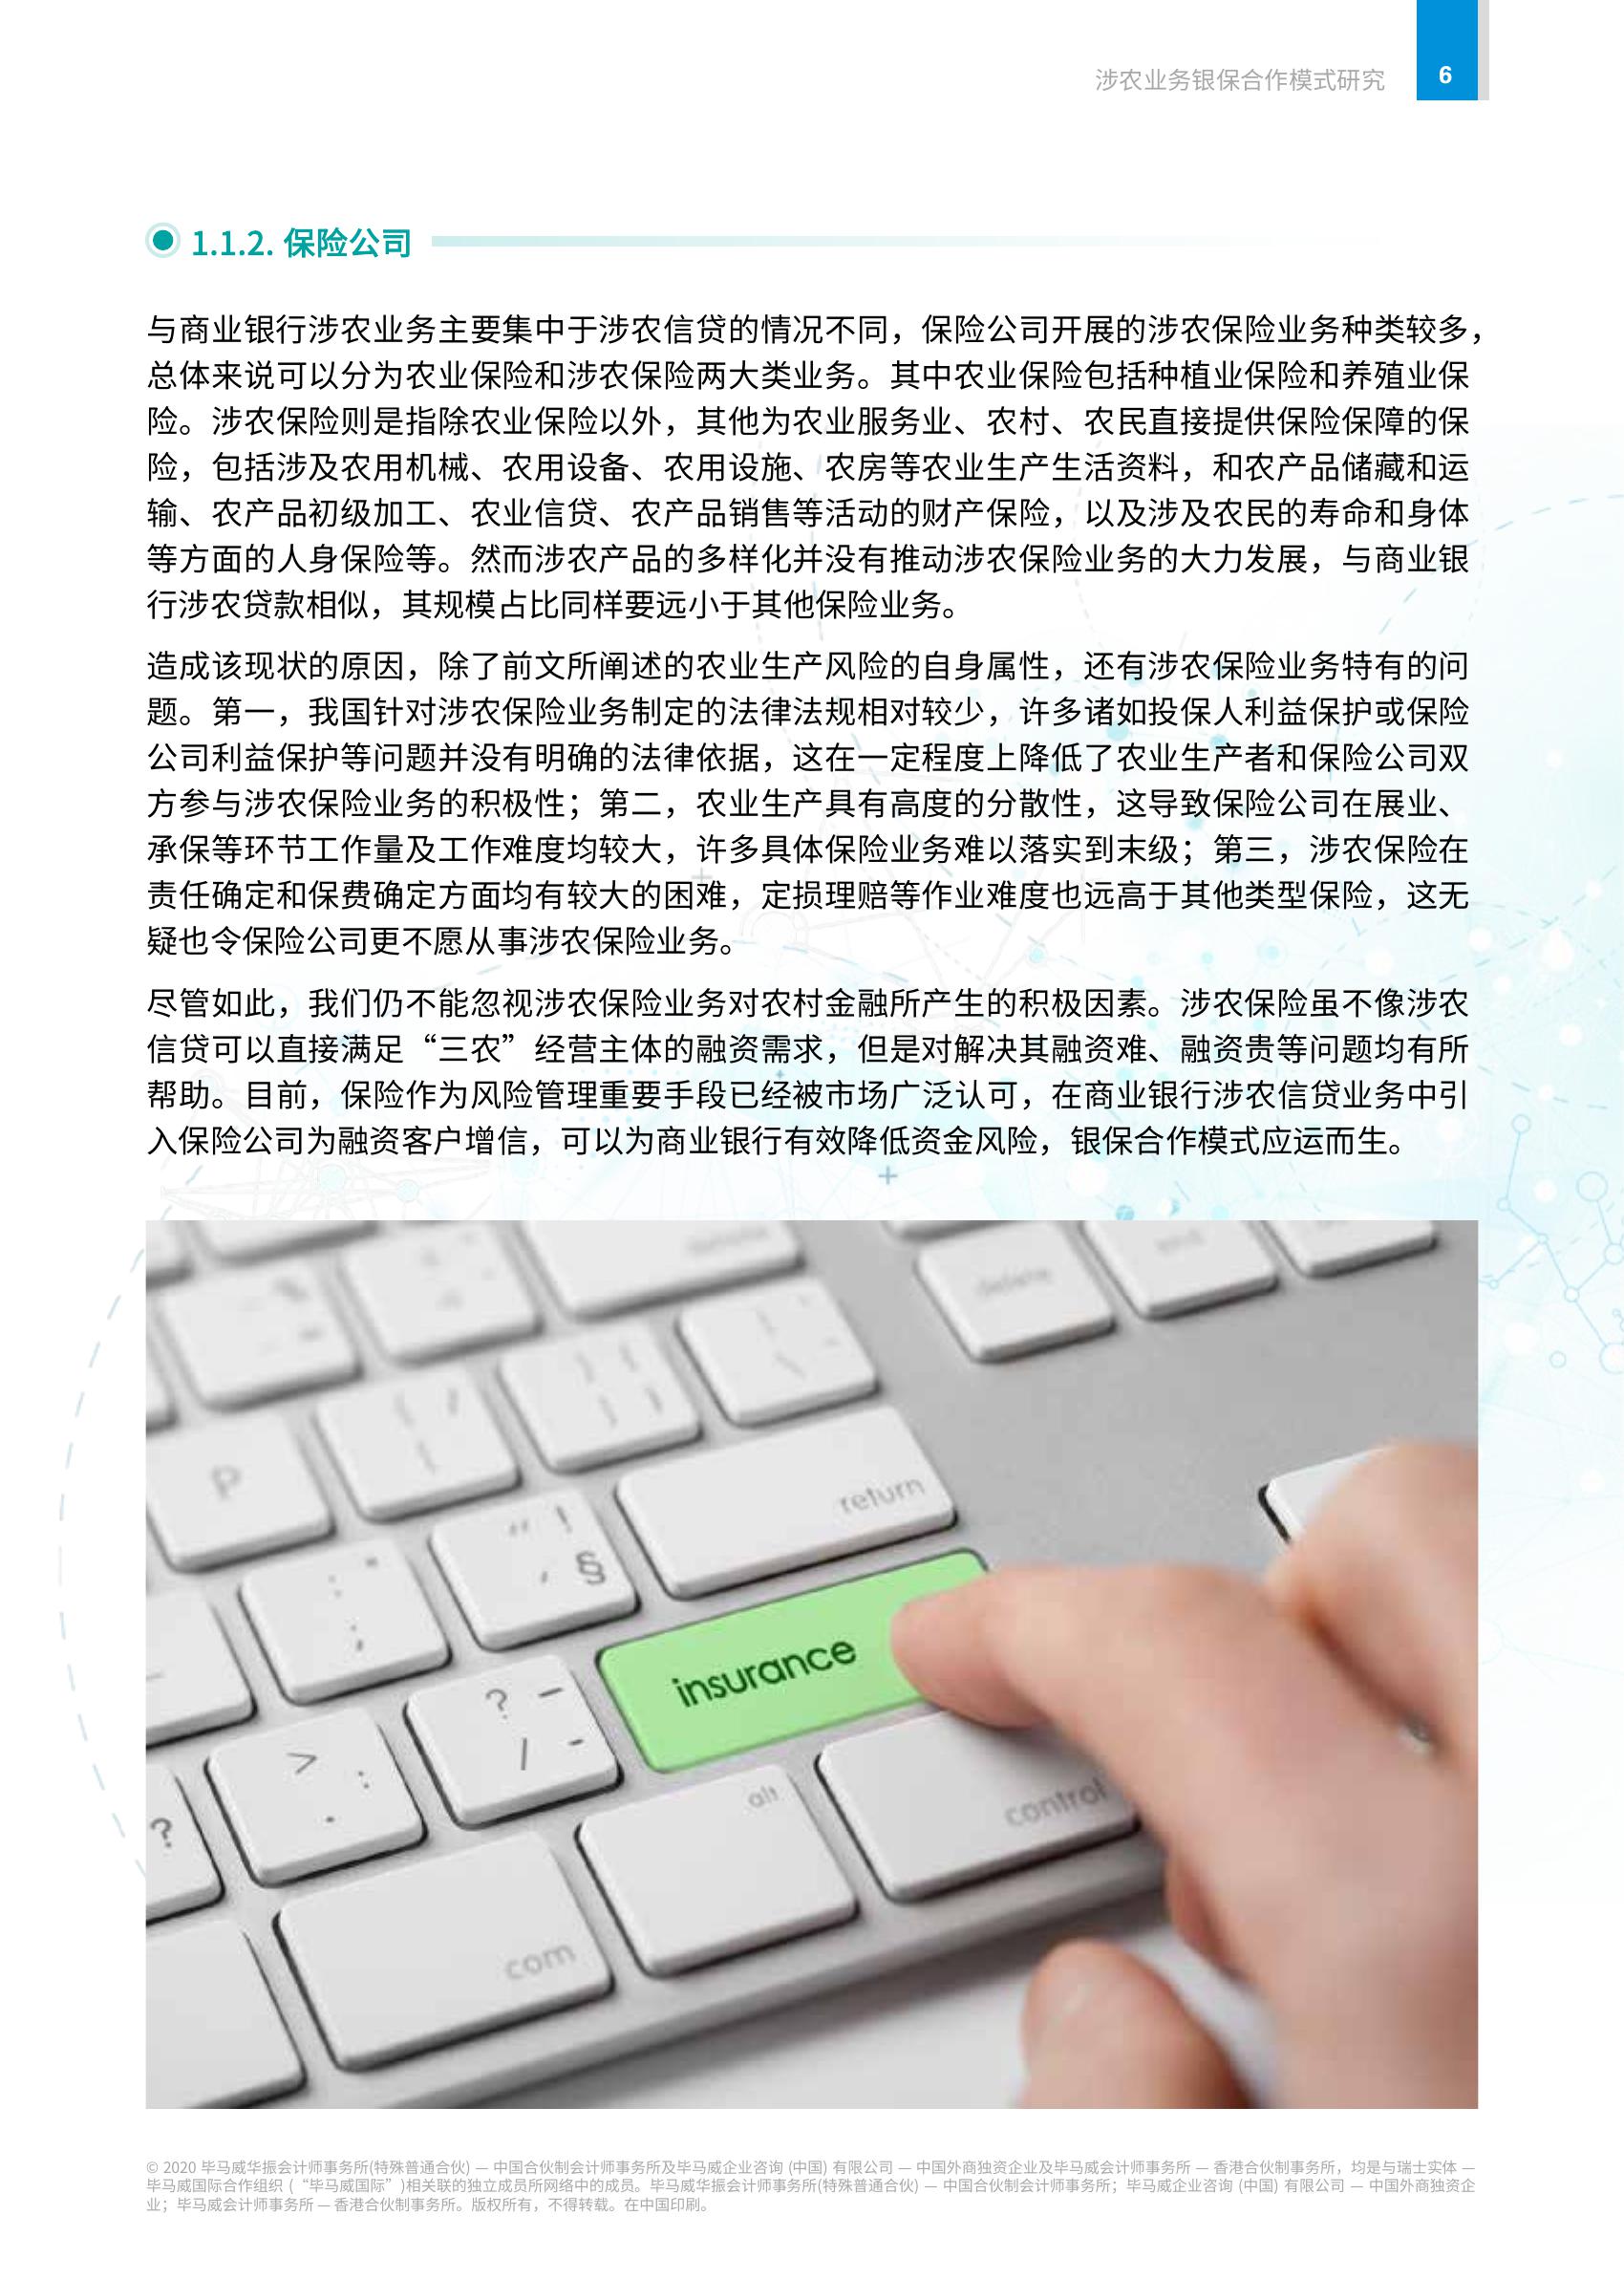 涉农业务银保合作模式研究
6
1.1.2. 保险公司
与商业银行涉农业务主要集中于涉农信贷的情况不同，保险公司开展的涉农保险业务种类较多，
总体来说可以分为农业保险和涉农保险两大类业务。其中农业保险包括种植业保险和养殖业保
险。涉农保险则是指除农业保险以外，其他为农业服务业、农村、农民直接提供保险保障的保
险，包括涉及农用机械、农用设备、农用设施、农房等农业生产生活资料，和农产品储藏和运
输、农产品初级加工、农业信贷、农产品销售等活动的财产保险，以及涉及农民的寿命和身体
等方面的人身保险等。然而涉农产品的多样化并没有推动涉农保险业务的大力发展，与商业银
行涉农贷款相似，其规模占比同样要远小于其他保险业务。
造成该现状的原因，除了前文所阐述的农业生产风险的自身属性，还有涉农保险业务特有的问
题。第一，我国针对涉农保险业务制定的法律法规相对较少，许多诸如投保人利益保护或保险
公司利益保护等问题并没有明确的法律依据，这在一定程度上降低了农业生产者和保险公司双
方参与涉农保险业务的积极性；第二，农业生产具有高度的分散性，这导致保险公司在展业、
承保等环节工作量及工作难度均较大，许多具体保险业务难以落实到末级；第三，涉农保险在
责任确定和保费确定方面均有较大的困难，定损理赔等作业难度也远高于其他类型保险，这无
疑也令保险公司更不愿从事涉农保险业务。
尽管如此，我们仍不能忽视涉农保险业务对农村金融所产生的积极因素。涉农保险虽不像涉农
信贷可以直接满足“三农”经营主体的融资需求，但是对解决其融资难、融资贵等问题均有所
帮助。目前，保险作为风险管理重要手段已经被市场广泛认可，在商业银行涉农信贷业务中引
入保险公司为融资客户增信，可以为商业银行有效降低资金风险，银保合作模式应运而生。
delete
P
return
" ! , §
insurance
? – / -
> : .
alt
control
?
com
© 2020 毕马威华振会计师事务所(特殊普通合伙) — 中国合伙制会计师事务所及毕马威企业咨询 (中国) 有限公司 — 中国外商独资企业及毕马威会计师事务所 — 香港合伙制事务所，均是与瑞士实体 —
毕马威国际合作组织 (“毕马威国际”)相关联的独立成员所网络中的成员。毕马威华振会计师事务所(特殊普通合伙) — 中国合伙制会计师事务所；毕马威企业咨询 (中国) 有限公司 — 中国外商独资企
业；毕马威会计师事务所 — 香港合伙制事务所。版权所有，不得转载。在中国印刷。